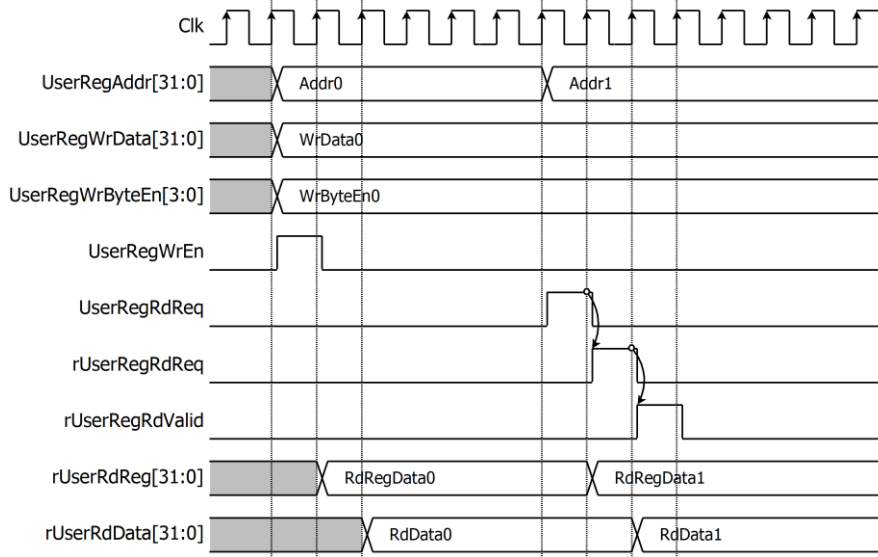 Clk
UserRegAddr[31:0] Addr0 Addr1
UserRegWrData[31:0] WrData0
UserRegWrByteEn[3:0] WrByteEn0
UserRegWrEn
UserRegRdReq
rUserRegRdReq
rUserRegRdValid
rUserRdReg[31:0] RdRegData0 RdRegData1
rUserRdData[31:0] RdData0 RdData1